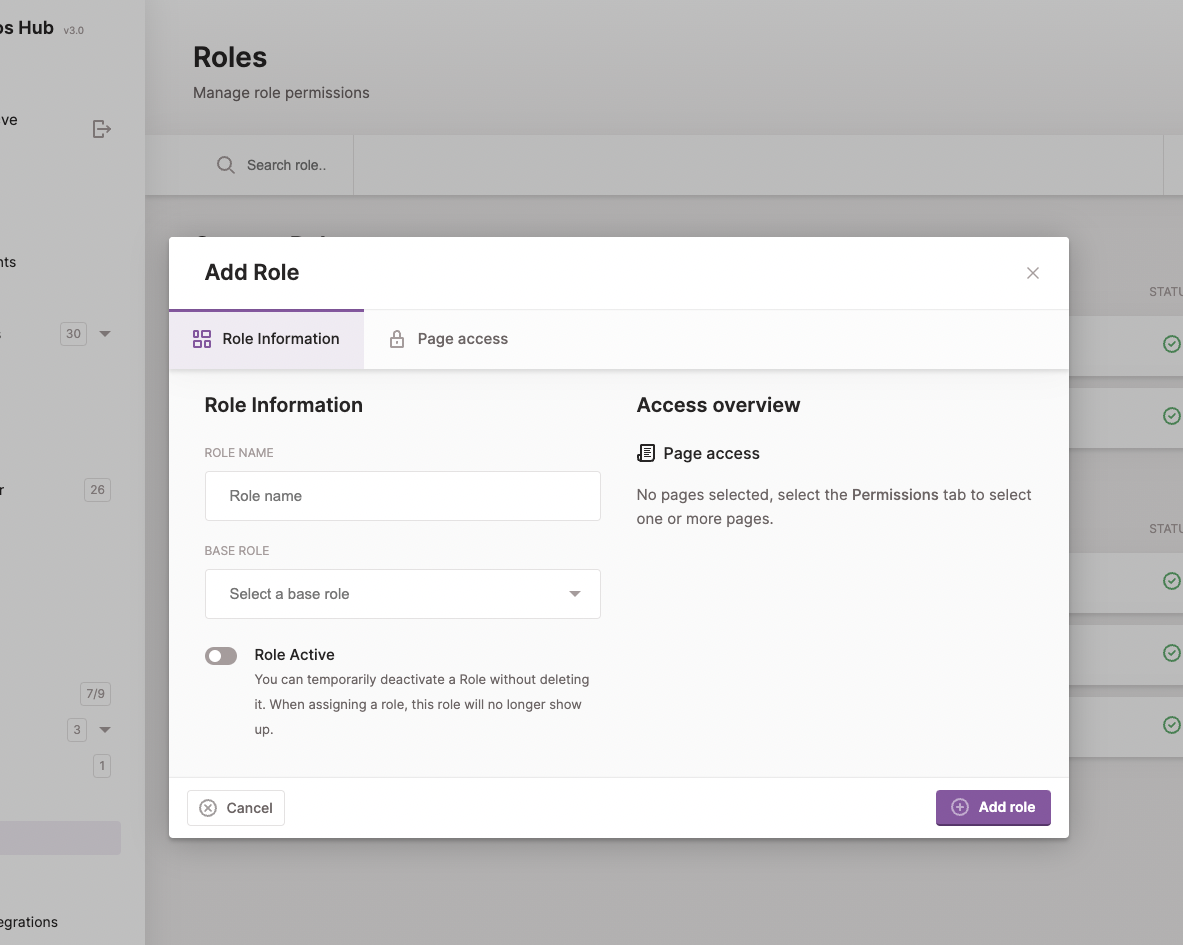 os Hub v3.0
Roles
Manage role permissions
ve
Search role..
nts
30
26
r
7/9
3
1
egrations
STATU
STATU
Add Role
Role Information
Page access
Role Information
ROLE NAME
Role name
BASE ROLE
Select a base role
Role Active
You can temporarily deactivate a Role without deleting
it. When assigning a role, this role will no longer show
up.
Access overview
Page access
No pages selected, select the Permissions tab to select
one or more pages.
Cancel
Add role